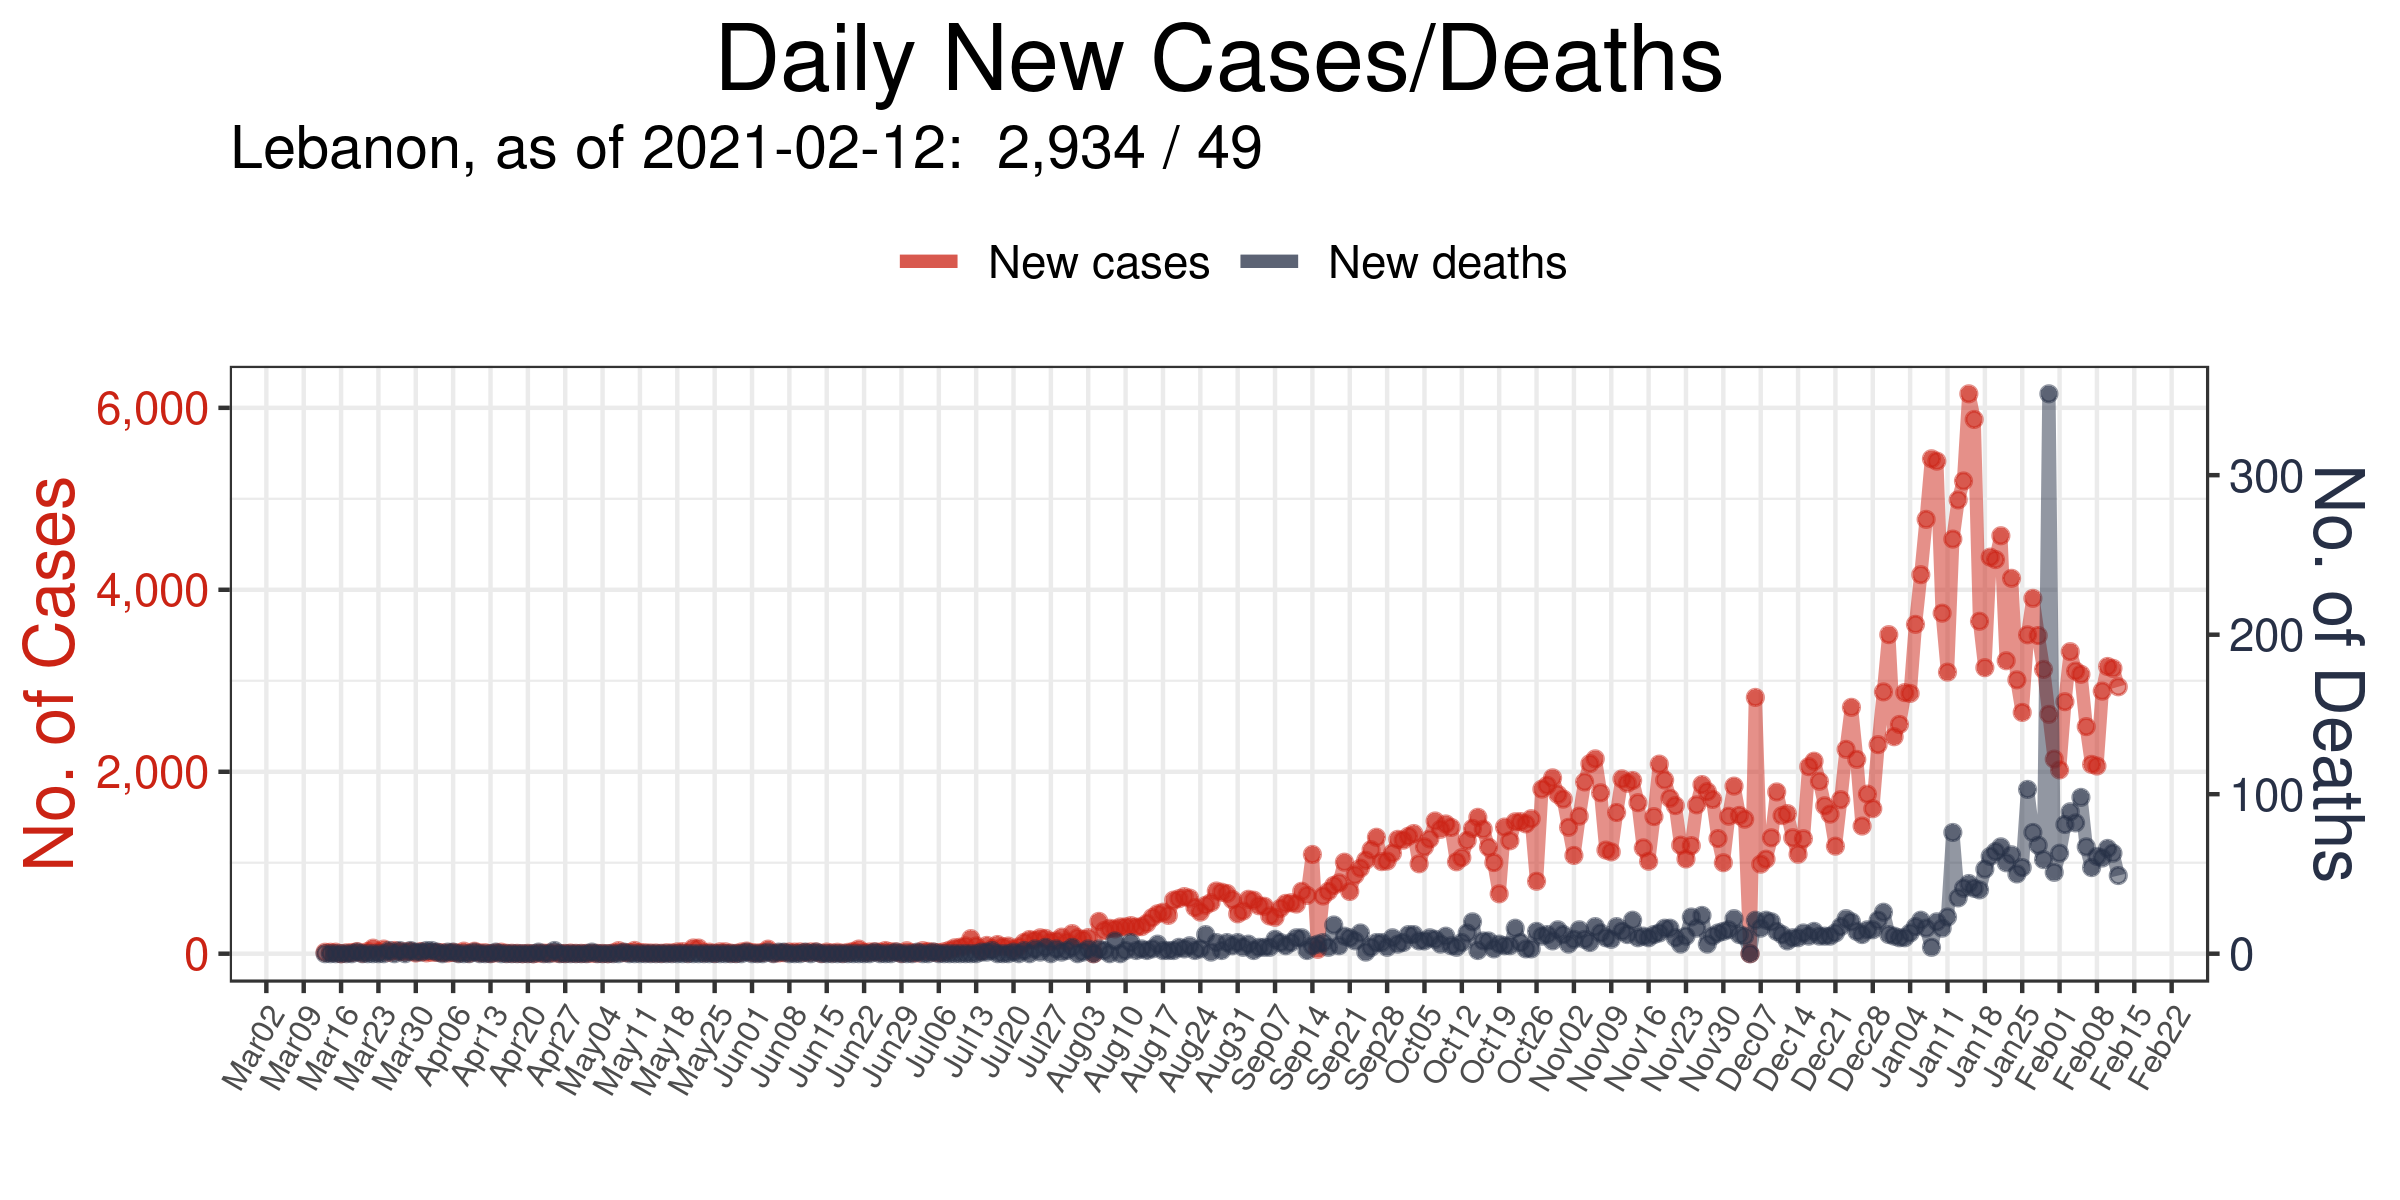 Daily New Cases/Deaths
Lebanon, as of 2021-02-12:  2,934 / 49
New cases New deaths
No. of Cases
6,000
4,000
2,000
0
300
200
100
0
No. of Deaths
Mar02 Mar09 Mar16 Mar23 Mar30 Apr06 Apr13 Apr20 Apr27 May04 May11 May18 May25 Jun01 Jun08 Jun15 Jun22 Jun29 Jul06 Jul13 Jul20 Jul27 Aug03 Aug10 Aug17 Aug24 Aug31 Sep07 Sep14 Sep21 Sep28 Oct05 Oct12 Oct19 Oct26 Nov02 Nov09 Nov16 Nov23 Nov30 Dec07 Dec14 Dec21 Dec28 Dec04 Jan11 Jan18 Jan25 Feb01 Feb08 Feb15 Feb22